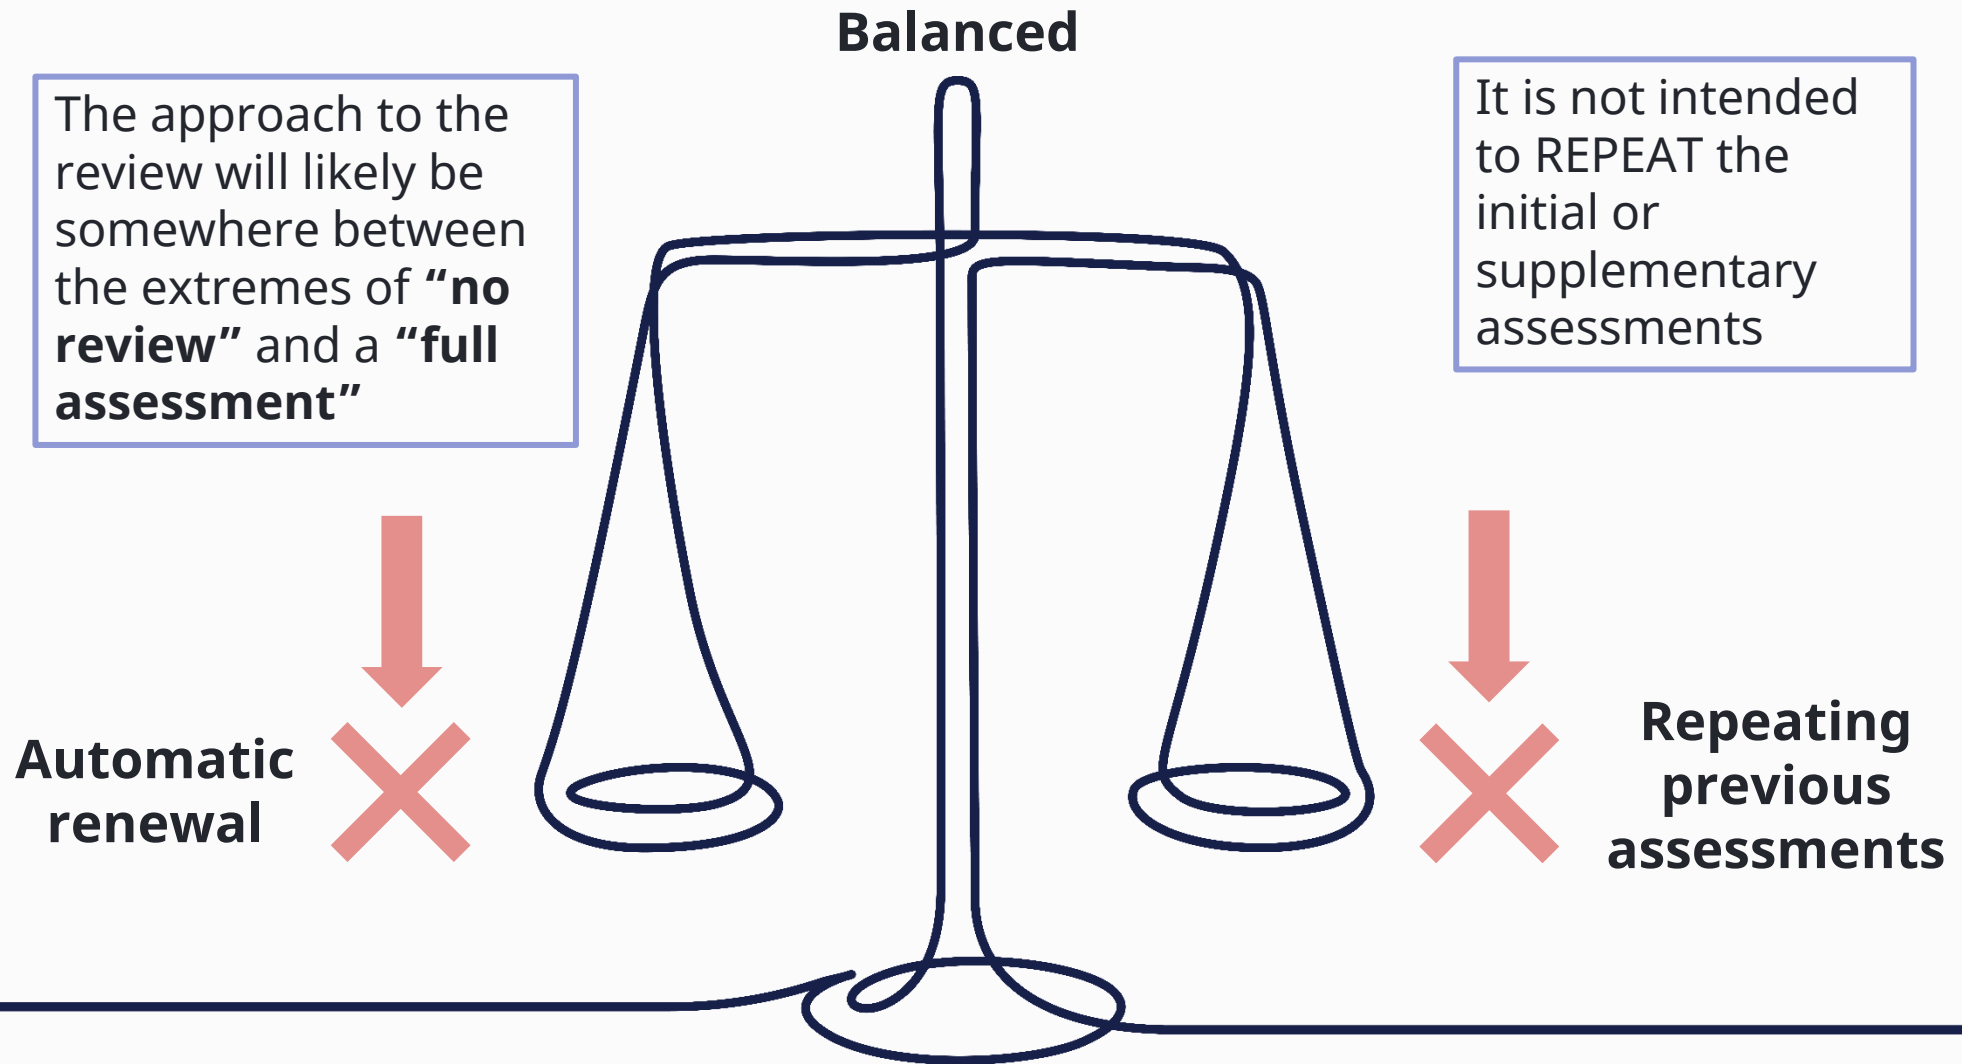 Balanced
The approach to the
review will likely be
somewhere between
the extremes of “no
review” and a “full
assessment”
It is not intended
to REPEAT the
initial or
supplementary
assessments
Automatic
renewal
Repeating
previous
assessments